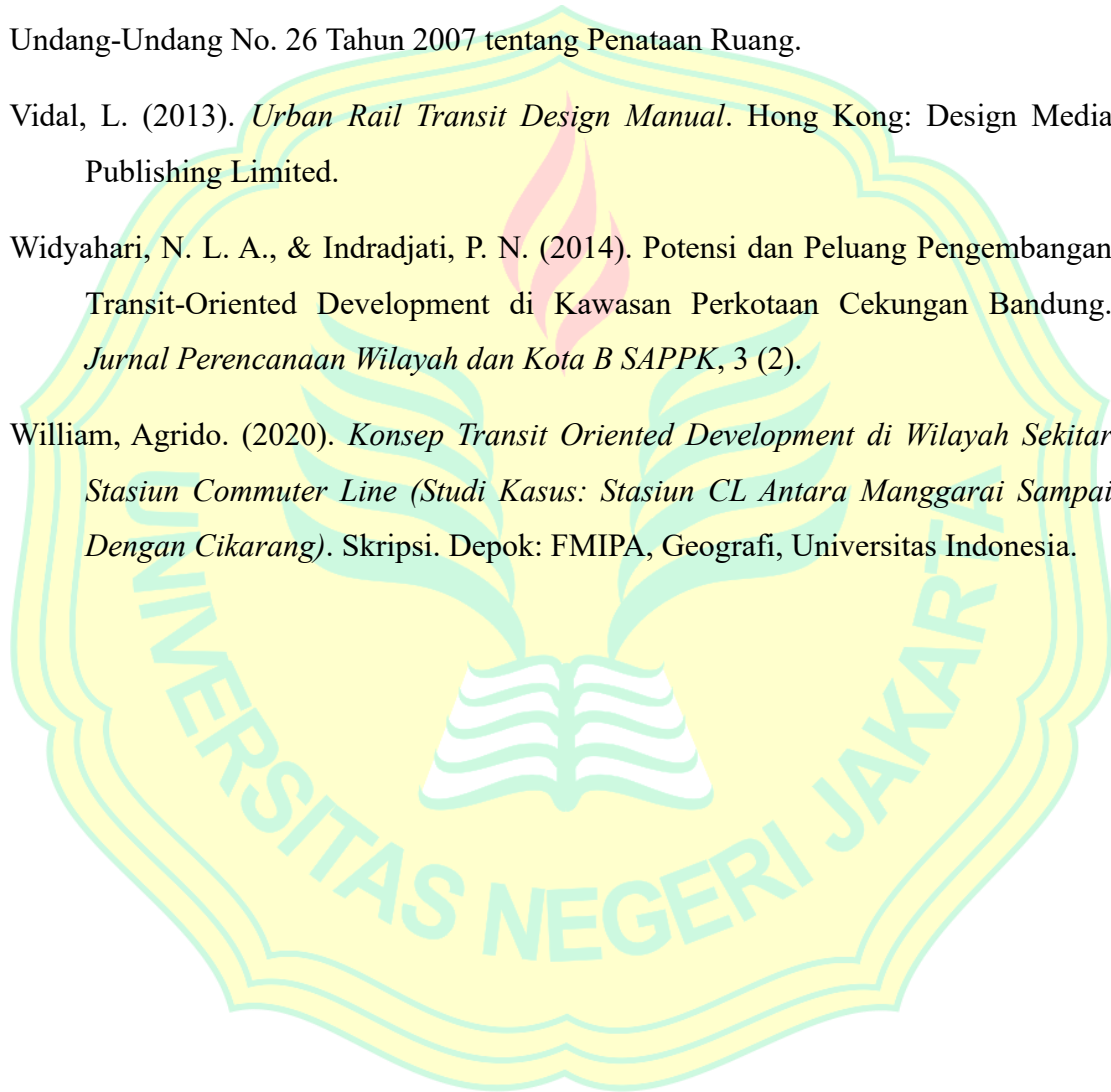 Undang-Undang No. 26 Tahun 2007 tentang Penataan Ruang.
Vidal, L. (2013). Urban Rail Transit Design Manual. Hong Kong: Design Media
Publishing Limited.
Widyahari, N. L. A., & Indradjati, P. N. (2014). Potensi dan Peluang Pengembangan
Transit-Oriented Development di Kawasan Perkotaan Cekungan Bandung.
Jurnal Perencanaan Wilayah dan Kota B SAPPK, 3 (2).
William, Agrido. (2020). Konsep Transit Oriented Development di Wilayah Sekitar
Stasiun Commuter Line (Studi Kasus: Stasiun CL Antara Manggarai Sampai
Dengan Cikarang). Skripsi. Depok: FMIPA, Geografi, Universitas Indonesia.
UNIVERSITAS NEGERI JAKARTA